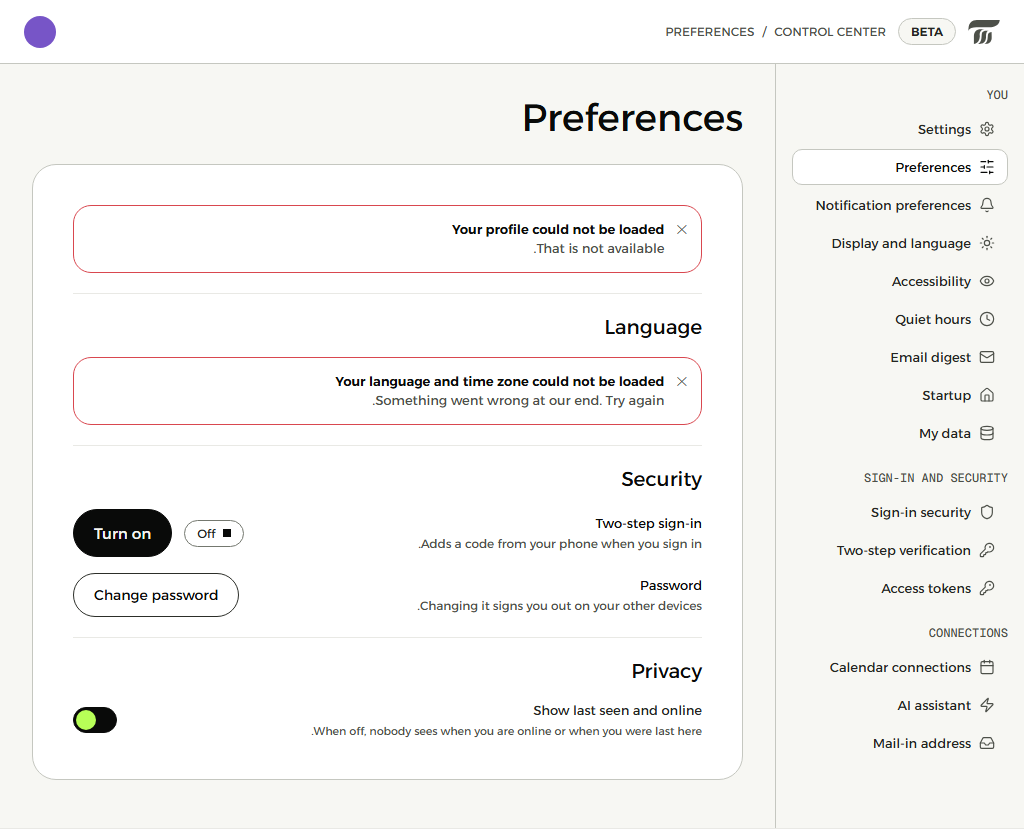 PREFERENCES / CONTROL CENTER
BETA
YOU
Settings
Preferences
Notification preferences
Display and language
Accessibility
Quiet hours
Email digest
Startup
My data
SIGN-IN AND SECURITY
Sign-in security
Two-step verification
Access tokens
CONNECTIONS
Calendar connections
AI assistant
Mail-in address
Preferences
Your profile could not be loaded
.That is not available
Language
Your language and time zone could not be loaded
.Something went wrong at our end. Try again
Security
Two-step sign-in
.Adds a code from your phone when you sign in
Off
Turn on
Password
.Changing it signs you out on your other devices
Change password
Privacy
Show last seen and online
.When off, nobody sees when you are online or when you were last here